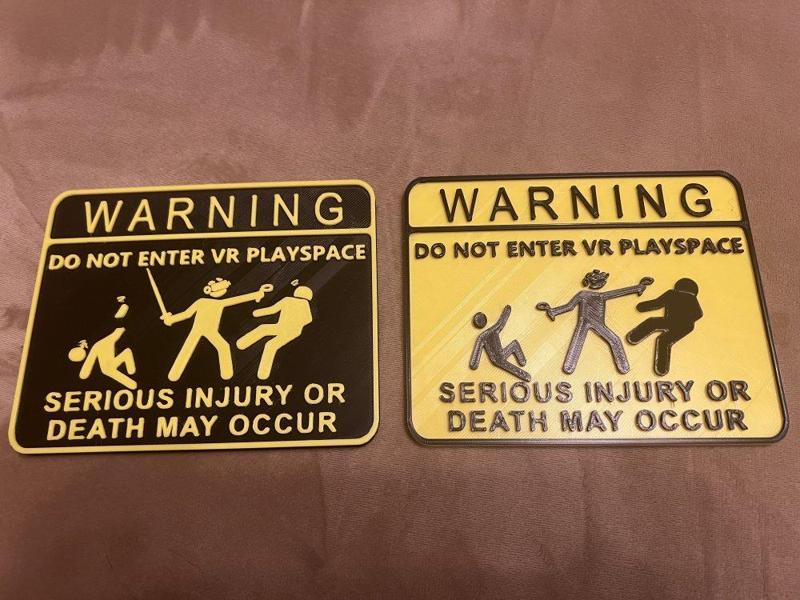 WARNING
DO NOT ENTER VR PLAYSPACE
SERIOUS INJURY OR
DEATH MAY OCCUR
WARNING
DO NOT ENTER VR PLAYSPACE
SERIOUS INJURY OR
DEATH MAY OCCUR